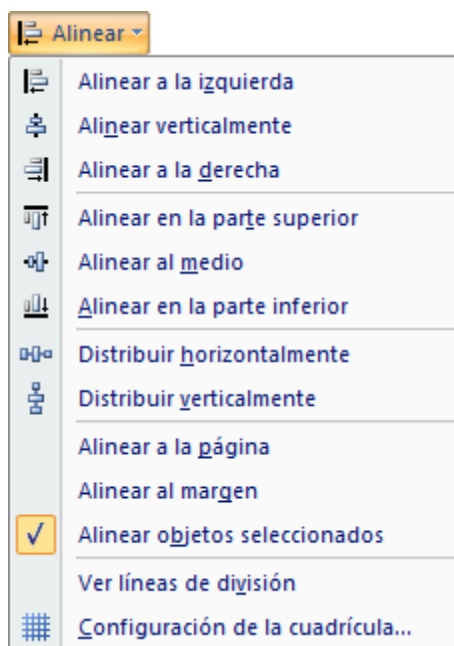 Alinear
Alinear a la izquierda
Alinear verticalmente
Alinear a la derecha
Alinear en la parte superior
Alinear al medio
Alinear en la parte inferior
Distribuir horizontalmente
Distribuir verticalmente
Alinear a la página
Alinear al margen
Alinear objetos seleccionados
Ver líneas de división
Configuración de la cuadrícula...